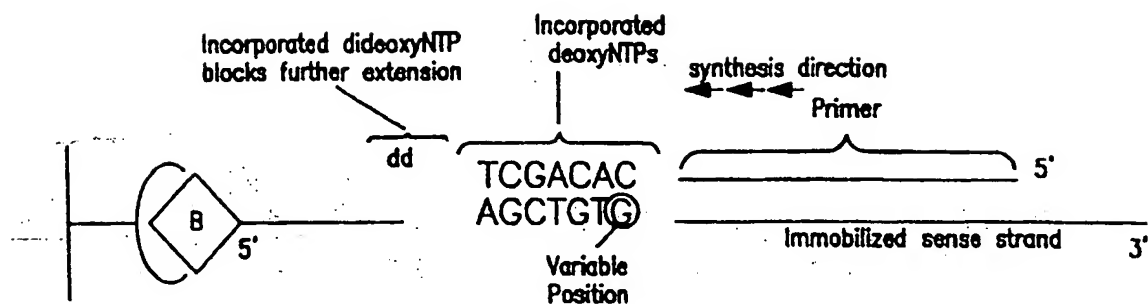 Incorporated dideoxyNTP
blocks further extension
Incorporated
deoxyNTPs
synthesis direction
Primer
dd
TCGACAC
5'
AGCTGTG
B
5'
Immobilized sense strand
3'
Variable
Position